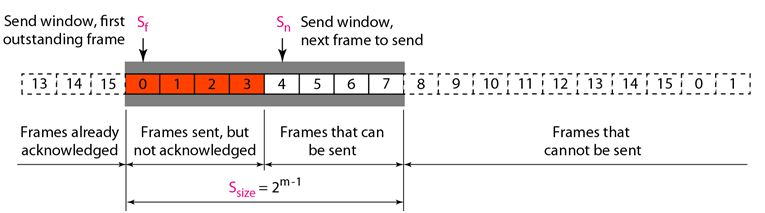 Send window, first
outstanding frame
Sf
Sn
Send window,
next frame to send
13 14 15 0 1 2 3 4 5 6 7 8 9 10 11 12 13 14 15 0 1
Frames already
acknowledged
Frames sent, but
not acknowledged
Frames that can
be sent
Frames that
cannot be sent
Ssize = 2m-1